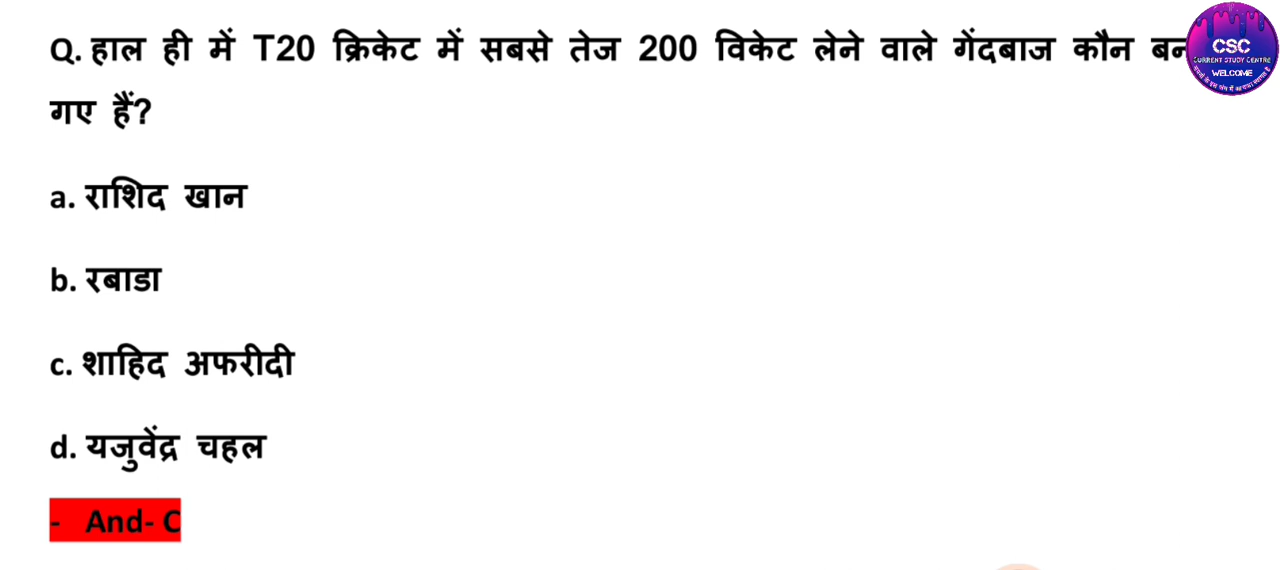 Q. हाल ही में T20 क्रिकेट में सबसे तेज 200 विकेट लेने वाले गेंदबाज कौन बन
गए हैं?
a. राशिद खान
b. रबाडा
c. शाहिद अफरीदी
d. यजुवेंद्र चहल
- And- C
CSC
CURRENT STUDY CENTRE
WELCOME